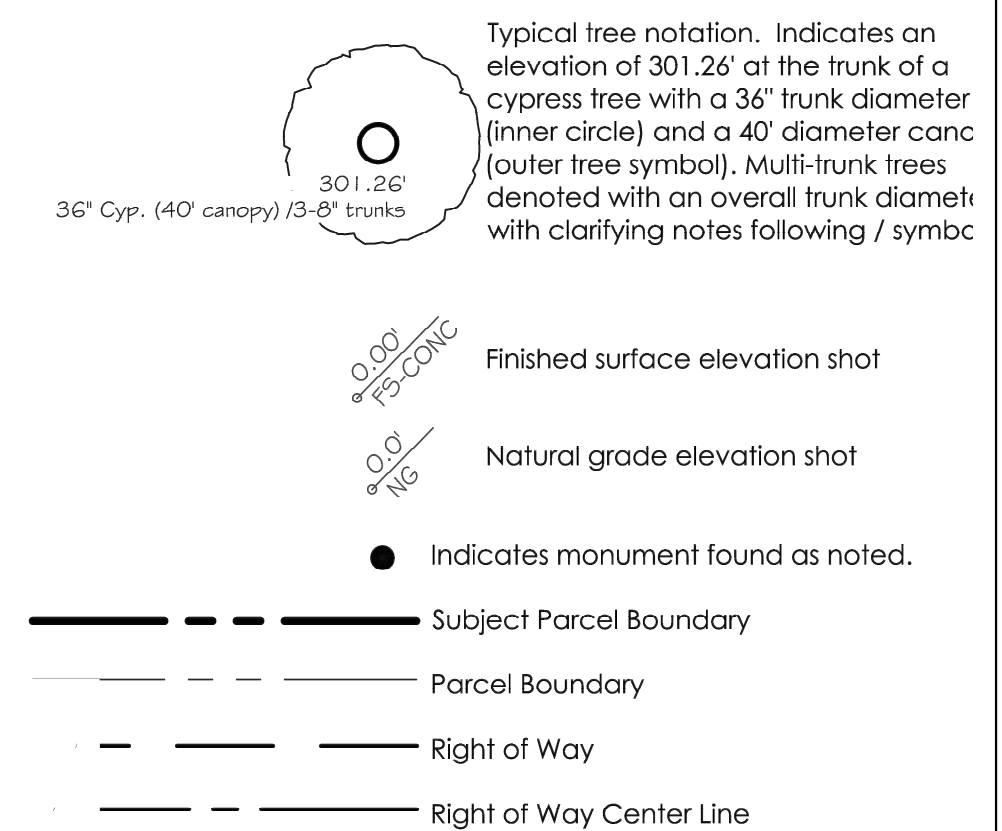 Typical tree notation. Indicates an
elevation of 301.26' at the trunk of a
cypress tree with a 36" trunk diameter
(inner circle) and a 40' diameter
(outer tree symbol). Multi-trunk trees
denoted with an overall trunk
with clarifying notes following /
301.26'
36" Cyp. (40' canopy) /3-8" trunks
0.00'
FS-CONC
Finished surface elevation shot
0.0'
NG
Natural grade elevation shot
Indicates monument found as noted.
Subject Parcel Boundary
Parcel Boundary
Right of Way
Right of Way Center Line